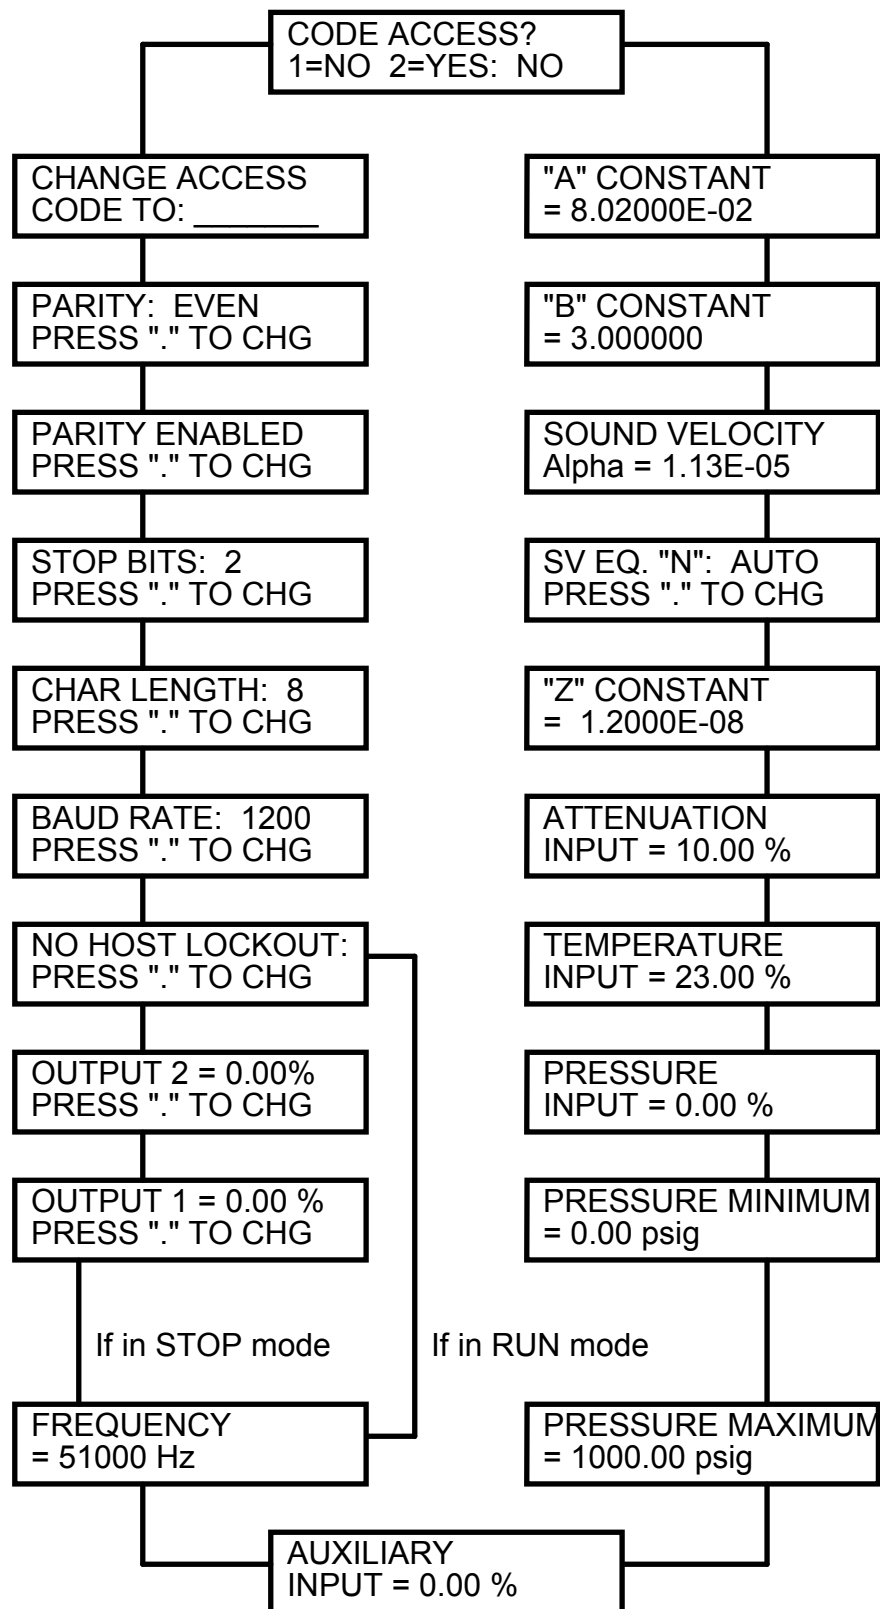 CODE ACCESS?
1=NO 2=YES: NO
CHANGE ACCESS
CODE TO: _______
PARITY: EVEN
PRESS "." TO CHG
PARITY ENABLED
PRESS "." TO CHG
STOP BITS: 2
PRESS "." TO CHG
CHAR LENGTH: 8
PRESS "." TO CHG
BAUD RATE: 1200
PRESS "." TO CHG
NO HOST LOCKOUT:
PRESS "." TO CHG
OUTPUT 2 = 0.00%
PRESS "." TO CHG
OUTPUT 1 = 0.00 %
PRESS "." TO CHG
If in STOP mode
If in RUN mode
FREQUENCY
= 51000 Hz
"A" CONSTANT
= 8.02000E-02
"B" CONSTANT
= 3.000000
SOUND VELOCITY
Alpha = 1.13E-05
SV EQ. "N": AUTO
PRESS "." TO CHG
"Z" CONSTANT
= 1.2000E-08
ATTENUATION
INPUT = 10.00 %
TEMPERATURE
INPUT = 23.00 %
PRESSURE
INPUT = 0.00 %
PRESSURE MINIMUM
= 0.00 psig
PRESSURE MAXIMUM
= 1000.00 psig
AUXILIARY
INPUT = 0.00 %